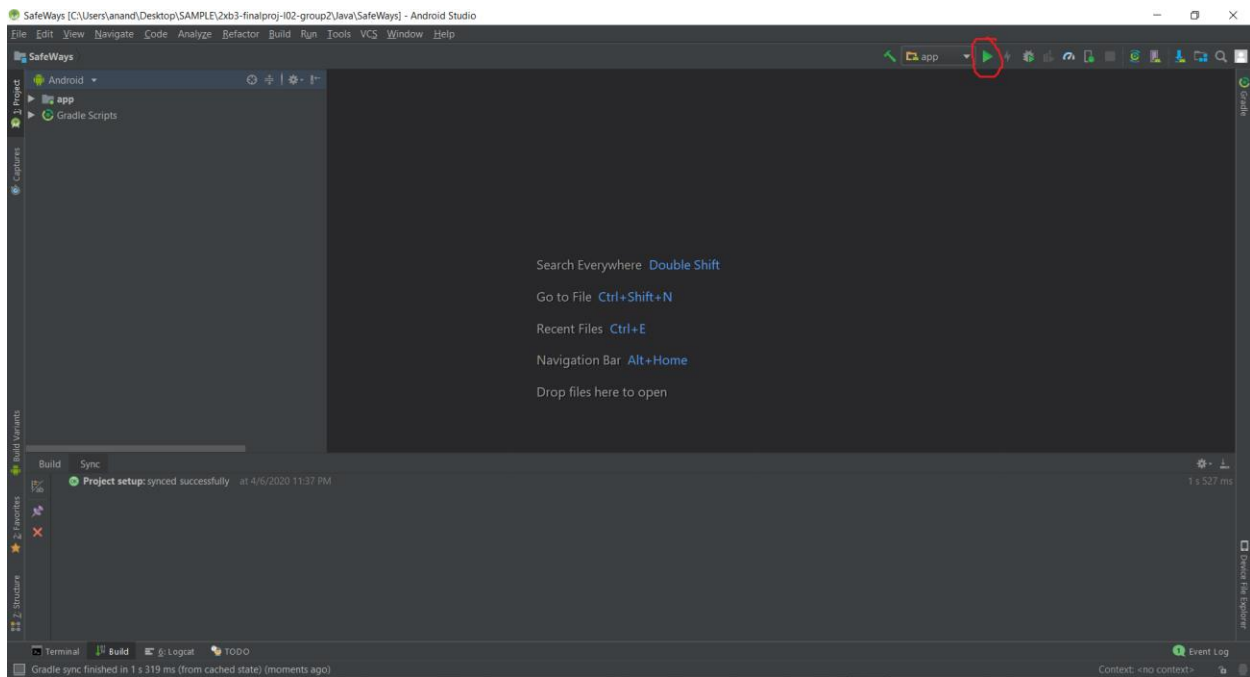 SafeWays [C:\Users\anand\Desktop\SAMPLE\2xb3-finalproj-l02-group2\Java\SafeWays] - Android Studio
File Edit View Navigate Code Analyze Refactor Build Run Tools VCS Window Help
SafeWays
app
Android
1: Project
app
Gradle Scripts
Gradle
Captures
Search Everywhere Double Shift
Go to File Ctrl+Shift+N
Recent Files Ctrl+E
Navigation Bar Alt+Home
Drop files here to open
Build Variants
Build Sync
Project setup: synced successfully at 4/6/2020 11:37 PM
1 s 527 ms
2: Favorites
Device File Explorer
Z: Structure
Terminal Build 6: Logcat TODO
1 Event Log
Gradle sync finished in 1 s 319 ms (from cached state) (moments ago)
Context: <no context>